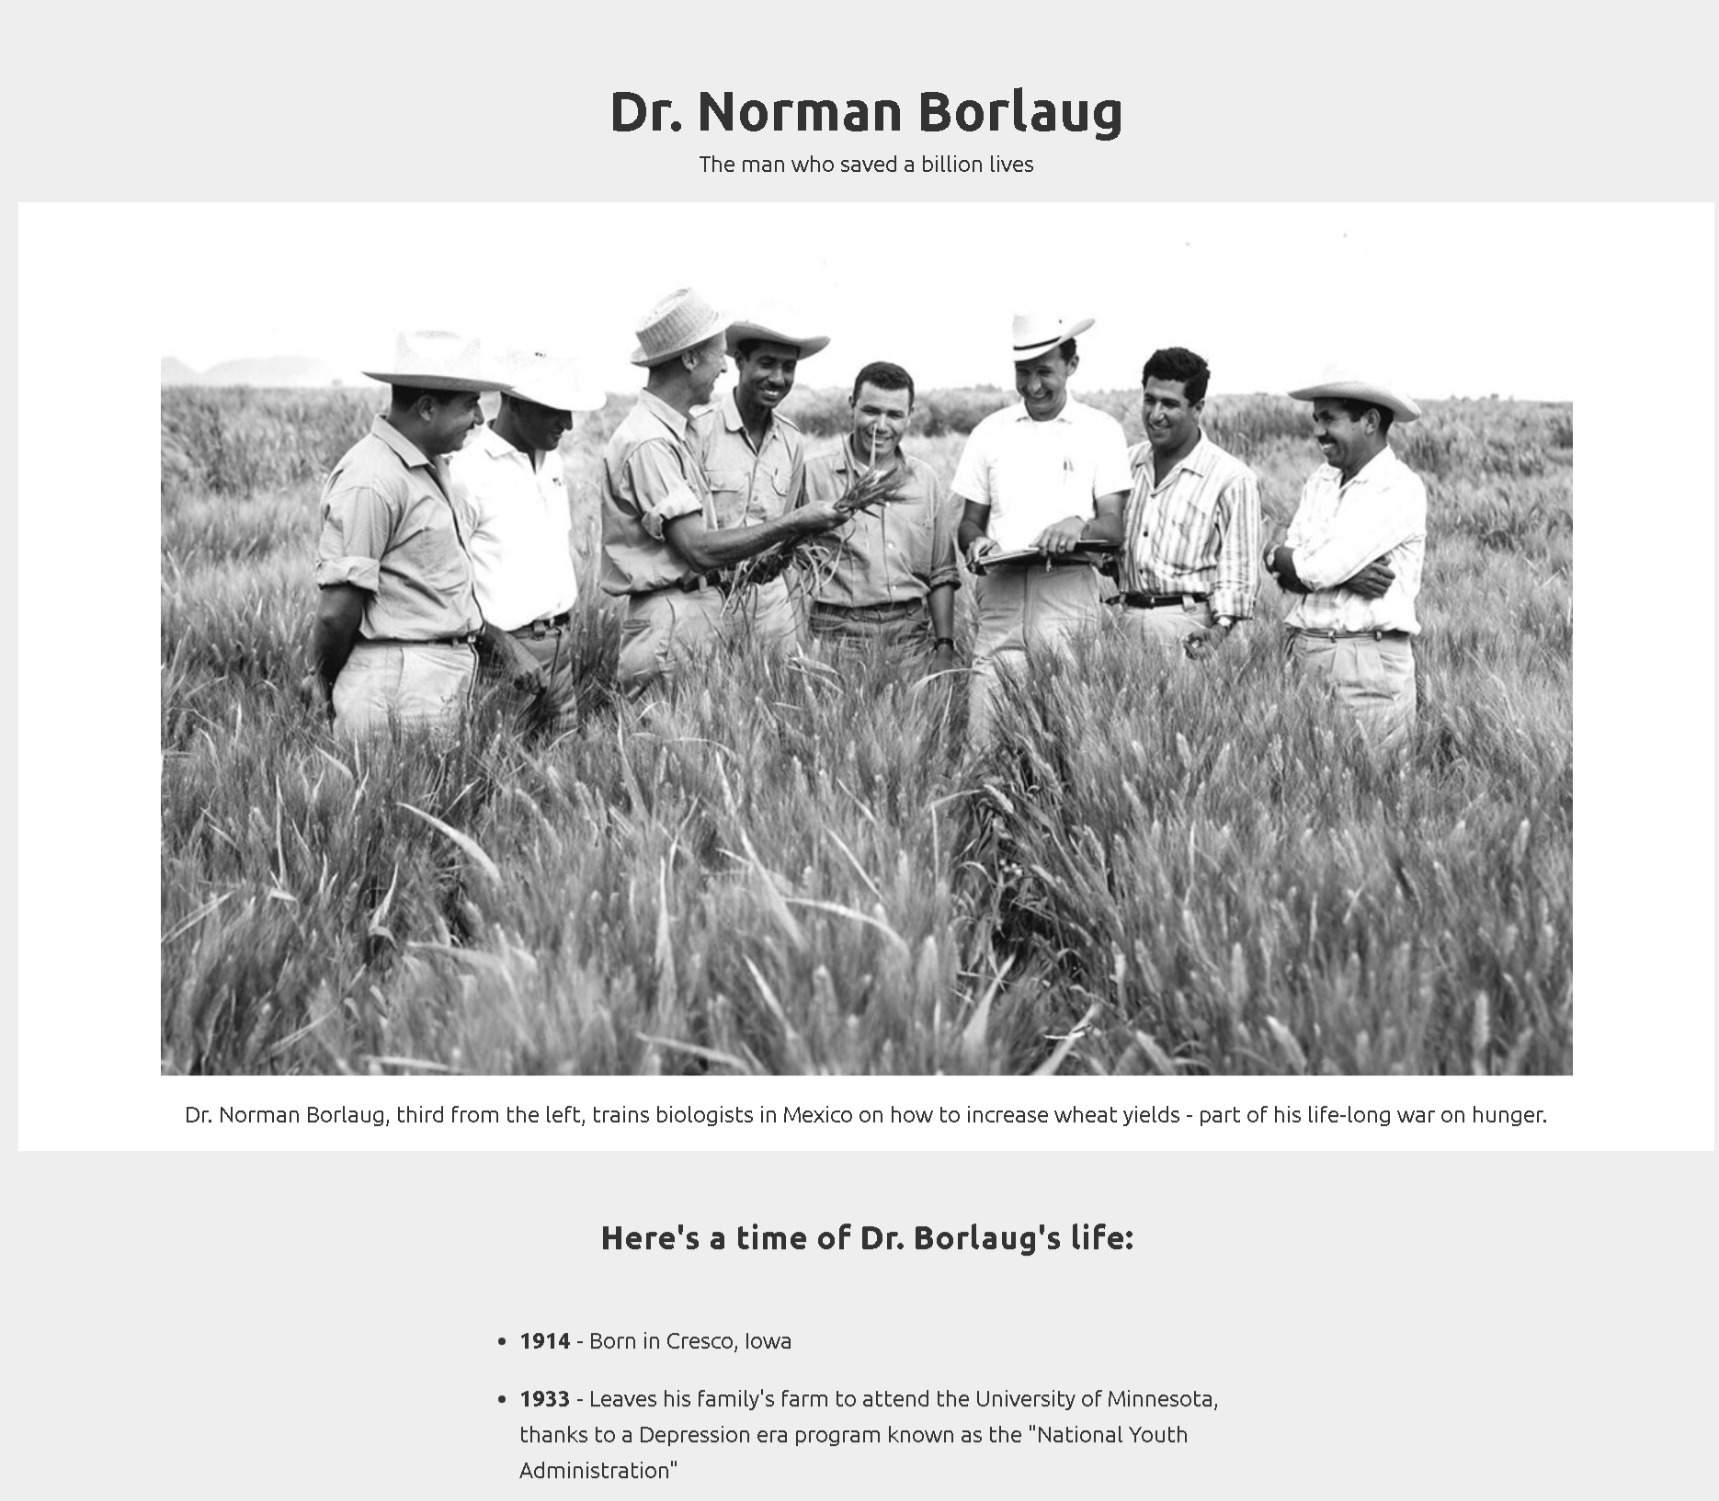 Dr. Norman Borlaug
The man who saved a billion lives
Dr. Norman Borlaug, third from the left, trains biologists in Mexico on how to increase wheat yields - part of his life-long war on hunger.
Here's a time of Dr. Borlaug's life:
• 1914 - Born in Cresco, Iowa
• 1933 - Leaves his family's farm to attend the University of Minnesota,
thanks to a Depression era program known as the "National Youth
Administration"